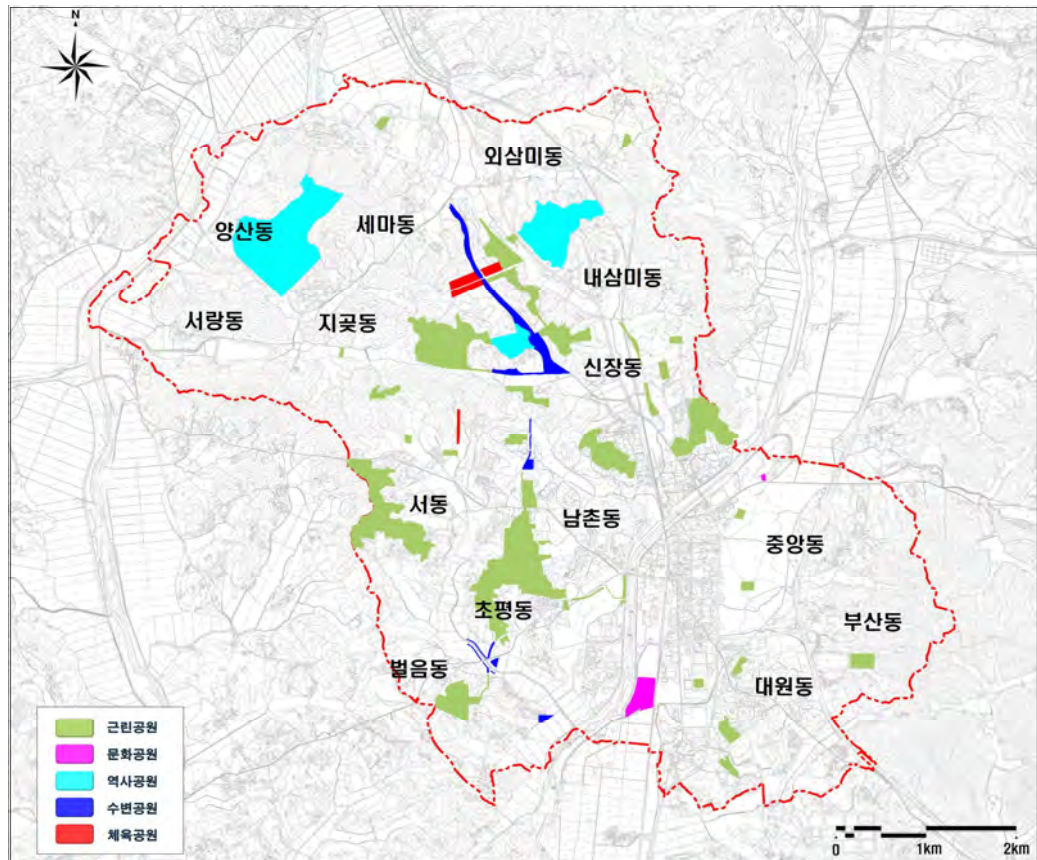 N
외삼미동
양산동
세마동
내삼미동
서랑동
지곶동
신장동
서동
남촌동
중앙동
초평동
부산동
벌음동
대원동
근린공원
문화공원
역사공원
수변공원
체육공원
0 1km 2km